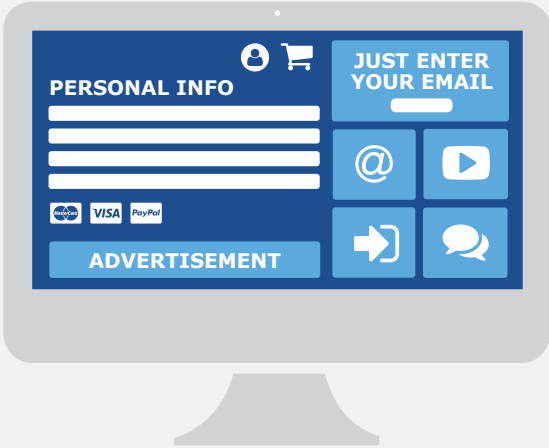 PERSONAL INFO
MasterCard
VISA
PayPal
ADVERTISEMENT
JUST ENTER
YOUR EMAIL
@